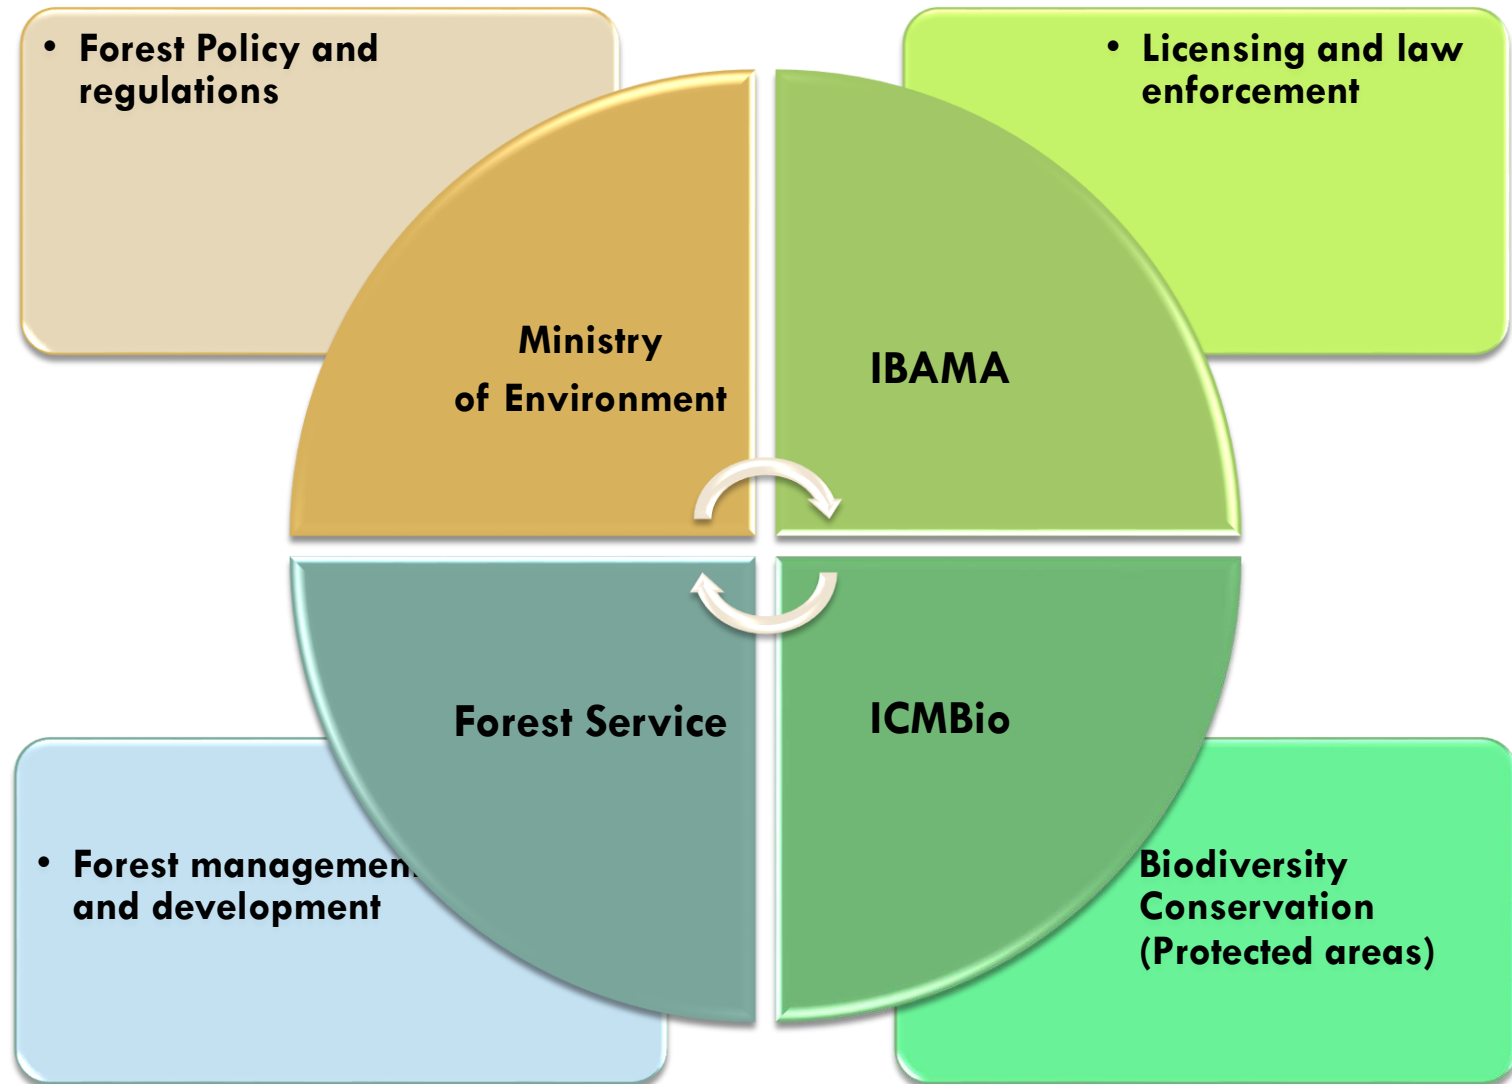 • Forest Policy and
regulations
• Licensing and law
enforcement
Ministry
of Environment
IBAMA
Forest Service
ICMBio
• Forest managemen
and development
Biodiversity
Conservation
(Protected areas)